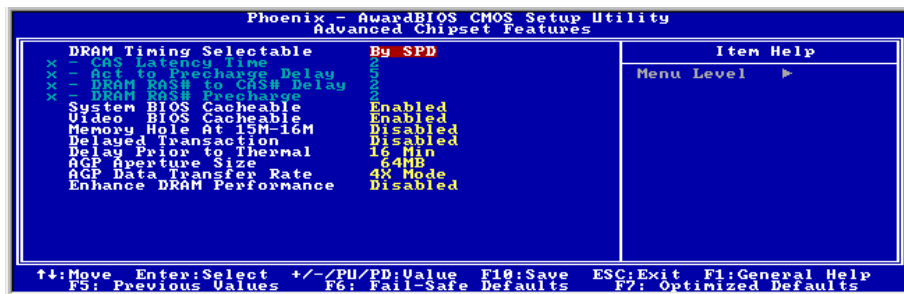 Phoenix - AwardBIOS CMOS Setup Utility
Advanced Chipset Features
DRAM Timing Selectable By SPD
x - CAS Latency Time 2
x - Act to Precharge Delay 5
x - DRAM RAS# to CAS# Delay 2
x - DRAM RAS# Precharge 2
System BIOS Cacheable Enabled
Video BIOS Cacheable Enabled
Memory Hole At 15M-16M Disabled
Delayed Transaction Disabled
Delay Prior to Thermal 16 Min
AGP Aperture Size 64MB
AGP Data Transfer Rate 4X Mode
Enhance DRAM Performance Disabled
Item Help
Menu Level ►
↑↓:Move Enter:Select +/-/PU/PD:Value F10:Save ESC:Exit F1:General Help
F5: Previous Values F6: Fail-Safe Defaults F7: Optimized Defaults